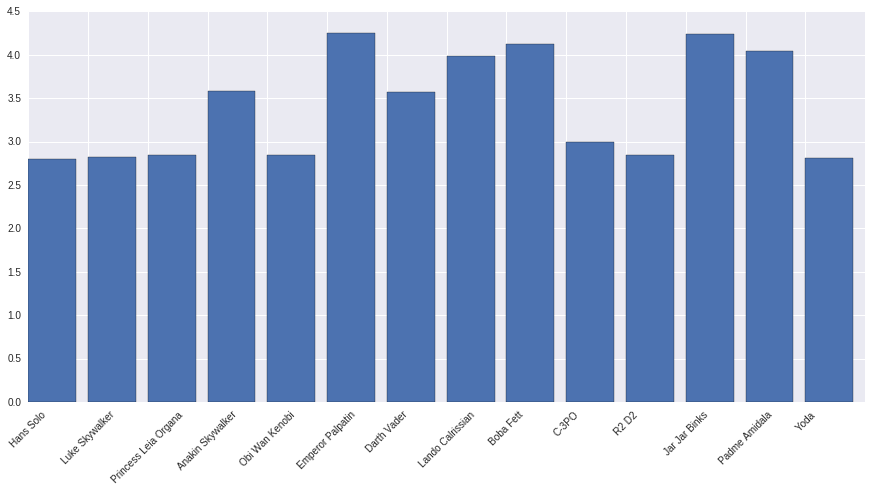 4.5
4.0
3.5
3.0
2.5
2.0
1.5
1.0
0.5
0.0
Hans Solo
Luke Skywalker
Princess Leia Organa
Anakin Skywalker
Obi Wan Kenobi
Emperor Palpatin
Darth Vader
Lando Calrissian
Boba Fett
C-3PO
R2 D2
Jar Jar Binks
Padme Amidala
Yoda